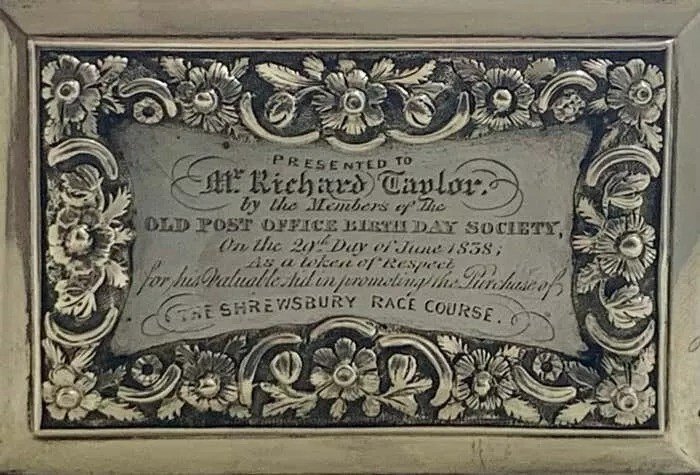 PRESENTED TO
Mr Richard Taylor.
by the Members of the
OLD POST OFFICE BIRTH DAY SOCIETY,
On the 20th Day of June 1838;
As a token of Respect
for his Valuable Aid in promoting the Purchase of
THE SHREWSBURY RACE COURSE.